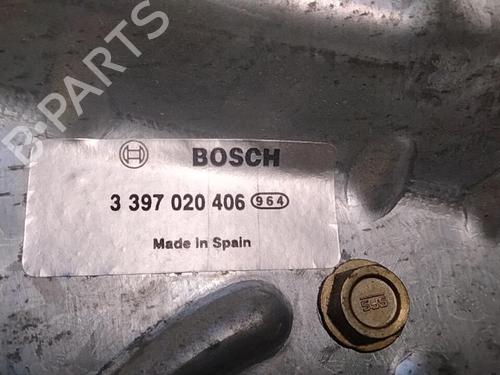 B-PARTS
BOSCH
3 397 020 406 964
Made in Spain